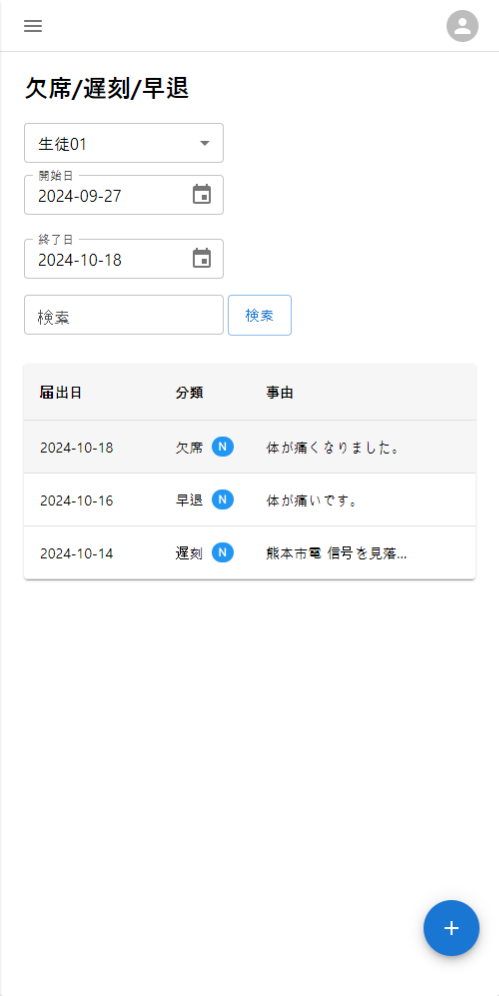 欠席/遅刻/早退
生徒01
開始日
2024-09-27
終了日
2024-10-18
検索 検索
届出日 分類 事由
2024-10-18 欠席 N 体が痛くなりました。
2024-10-16 早退 N 体が痛いです。
2024-10-14 遅刻 N 熊本市電 信号を見落...
+